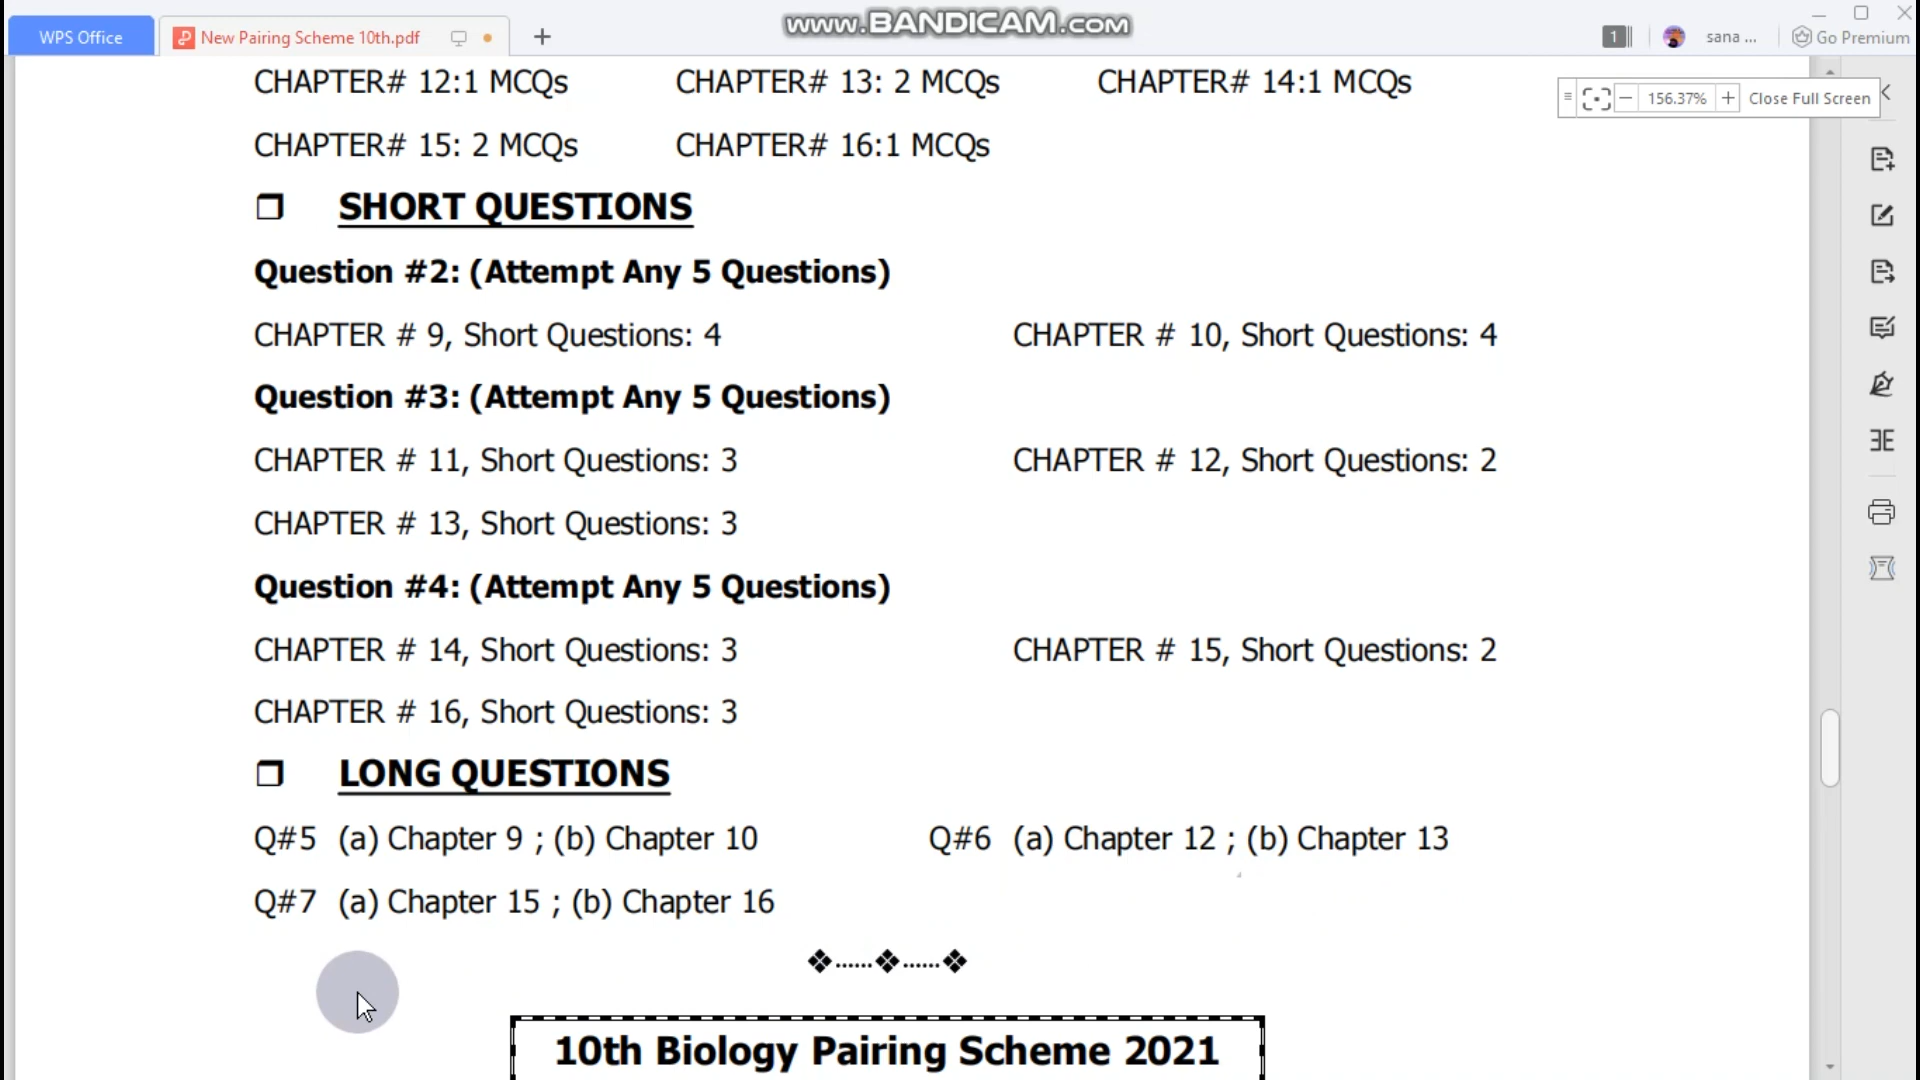 www.BANDICAM.com
WPS Office New Pairing Scheme 10th.pdf 1 sana ... Go Premium
CHAPTER# 12:1 MCQs CHAPTER# 13: 2 MCQs CHAPTER# 14:1 MCQs
156.37% Close Full Screen
CHAPTER# 15: 2 MCQs CHAPTER# 16:1 MCQs
SHORT QUESTIONS
Question #2: (Attempt Any 5 Questions)
CHAPTER # 9, Short Questions: 4 CHAPTER # 10, Short Questions: 4
Question #3: (Attempt Any 5 Questions)
CHAPTER # 11, Short Questions: 3 CHAPTER # 12, Short Questions: 2
CHAPTER # 13, Short Questions: 3
Question #4: (Attempt Any 5 Questions)
CHAPTER # 14, Short Questions: 3 CHAPTER # 15, Short Questions: 2
CHAPTER # 16, Short Questions: 3
LONG QUESTIONS
Q#5 (a) Chapter 9 ; (b) Chapter 10 Q#6 (a) Chapter 12 ; (b) Chapter 13
Q#7 (a) Chapter 15 ; (b) Chapter 16
❖......❖......❖
10th Biology Pairing Scheme 2021